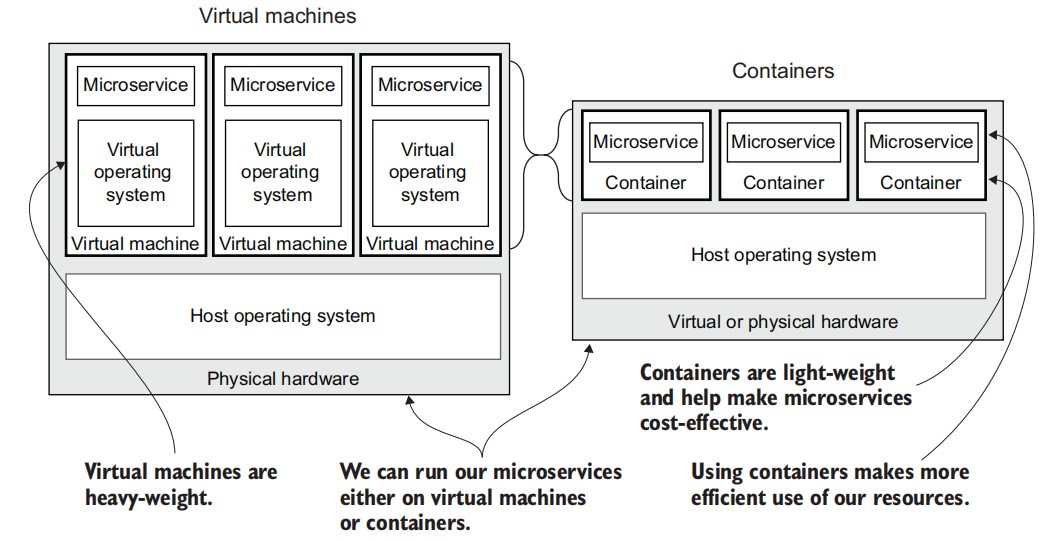 Virtual machines
Microservice
Virtual
operating
system
Virtual machine
Microservice
Virtual
operating
system
Virtual machine
Microservice
Virtual
operating
system
Virtual machine
Host operating system
Physical hardware
Containers
Microservice
Container
Microservice
Container
Microservice
Container
Host operating system
Virtual or physical hardware
Containers are light-weight
and help make microservices
cost-effective.
Virtual machines are
heavy-weight.
We can run our microservices
either on virtual machines
or containers.
Using containers makes more
efficient use of our resources.